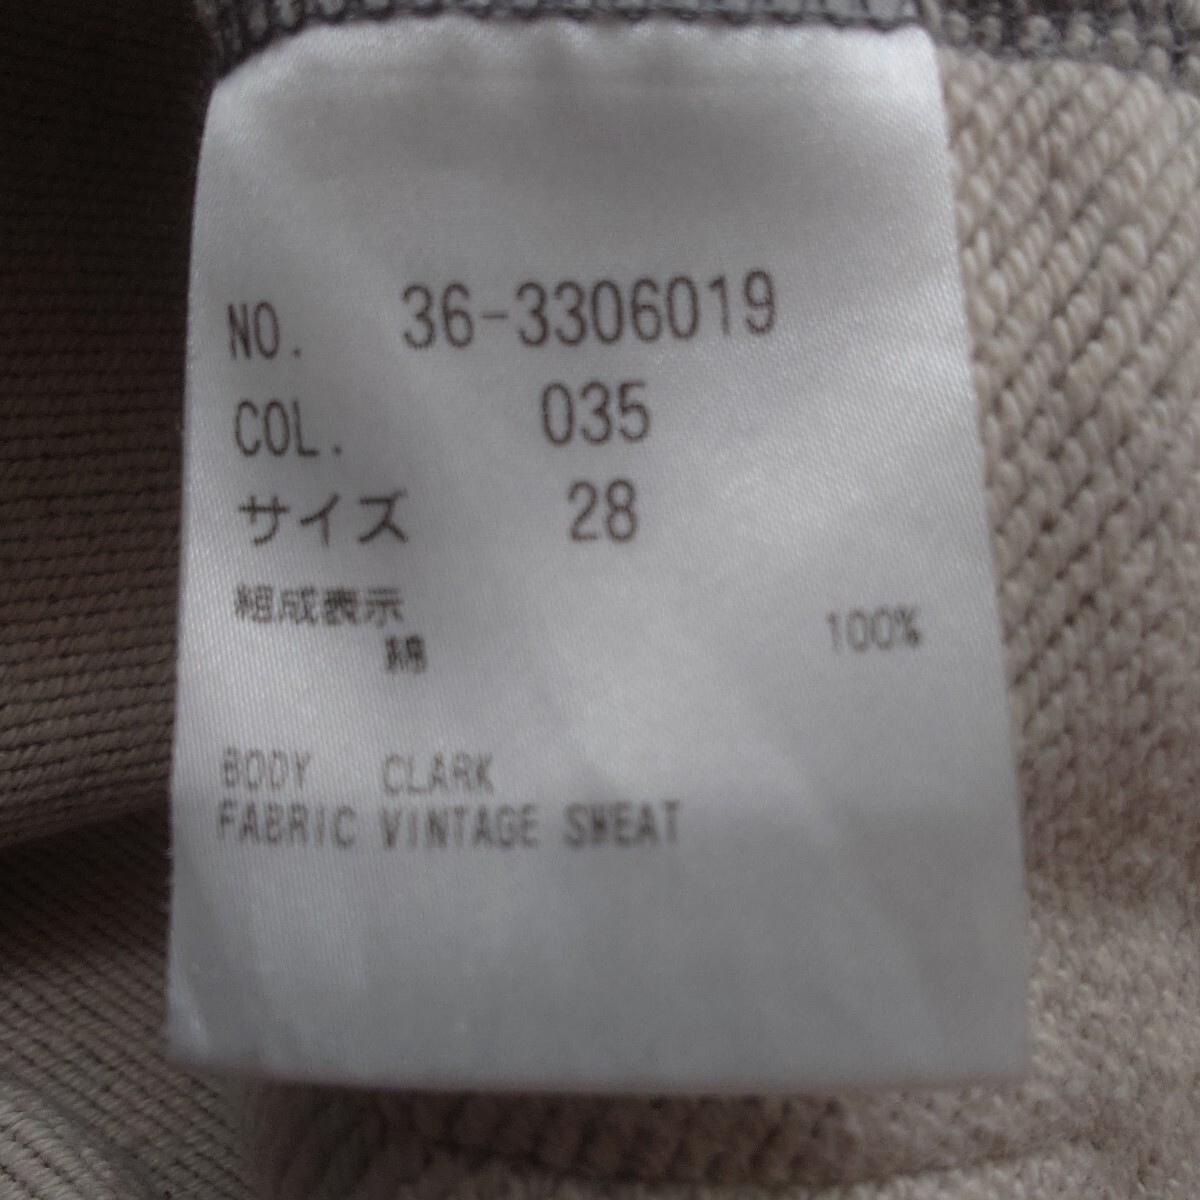 NO. 36-3306019
COL. 035
サイズ 28
組成表示
綿 100%
BODY CLARK
FABRIC VINTAGE SWEAT